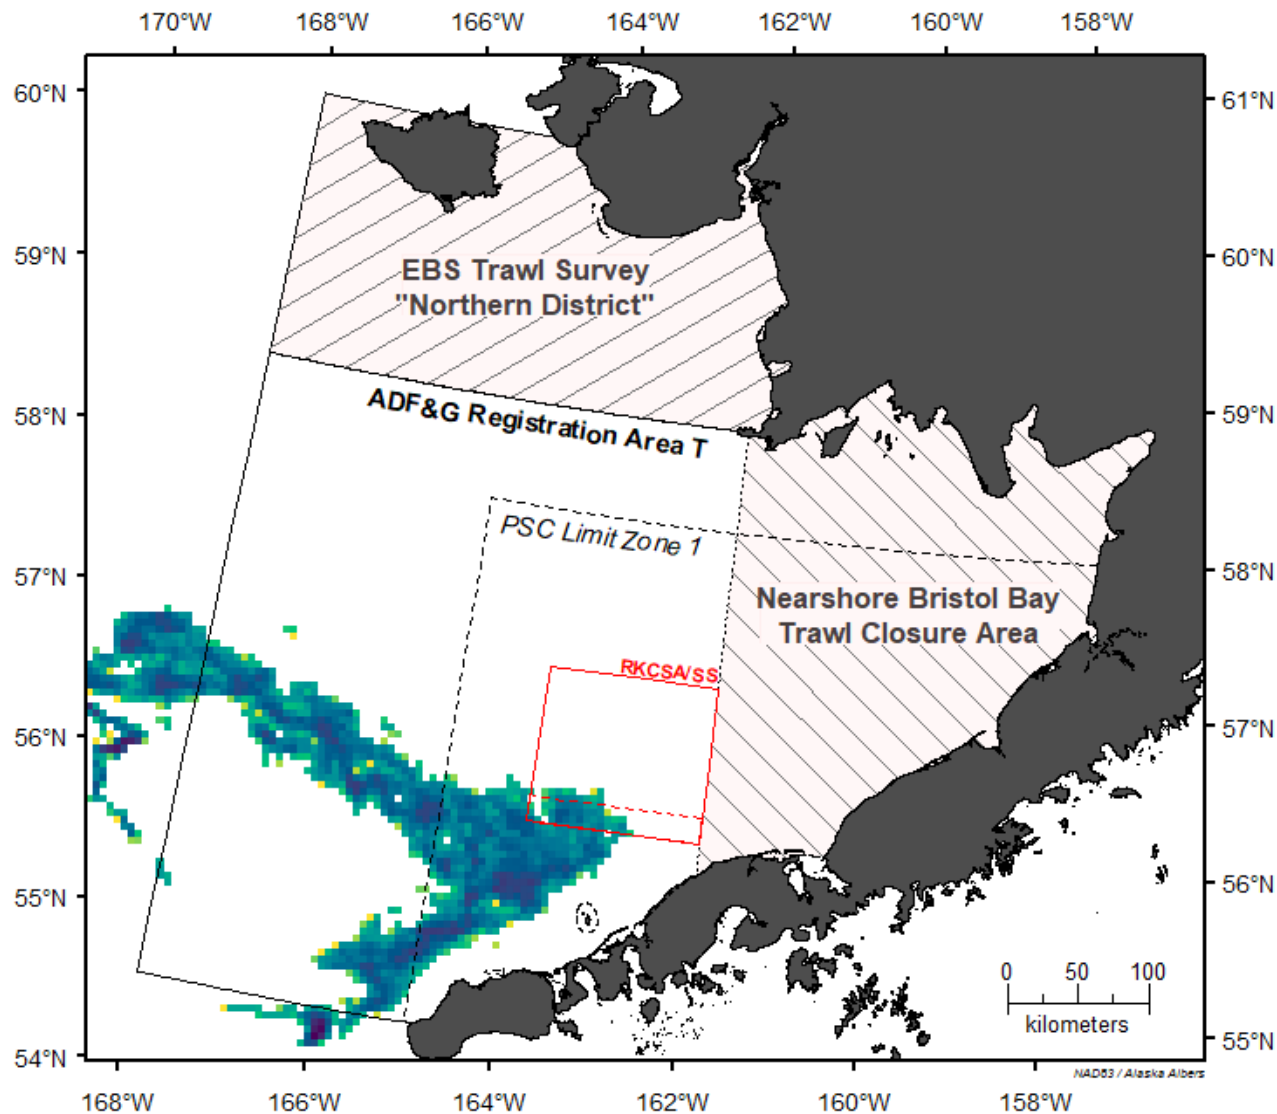 170°W 168°W 166°W 164°W 162°W 160°W 158°W
60°N
61°N
59°N
60°N
EBS Trawl Survey
"Northern District"
58°N
59°N
ADF&G Registration Area T
PSC Limit Zone 1
57°N
58°N
Nearshore Bristol Bay
Trawl Closure Area
RKCSA/SS
56°N
57°N
55°N
56°N
0 50 100
kilometers
54°N
55°N
NAD83 / Alaska Albers
168°W 166°W 164°W 162°W 160°W 158°W